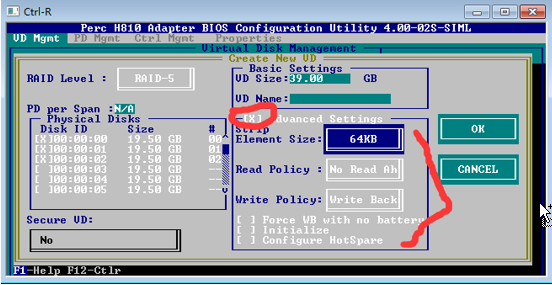 Ctrl-R
Perc H810 Adapter BIOS Configuration Utility 4.00-02S-SIML
VD Mgmt PD Mgmt Ctrl Mgmt Properties
Virtual Disk Management
Create New VD
RAID Level : RAID-5
PD per Span : N/A
Physical Disks
Disk ID Size #
[X]00:00:00 19.50 GB 00
[X]00:00:01 19.50 GB 01
[X]00:00:02 19.50 GB 02
[ ]00:00:03 19.50 GB --
[ ]00:00:04 19.50 GB --
[ ]00:00:05 19.50 GB --
Secure VD:
No
Basic Settings
VD Size: 39.00 GB
VD Name:
[X] Advanced Settings
Strip
Element Size: 64KB
Read Policy : No Read Ah
Write Policy: Write Back
[ ] Force WB with no battery
[ ] Initialize
[ ] Configure HotSpare
OK
CANCEL
F1-Help F12-Ctlr